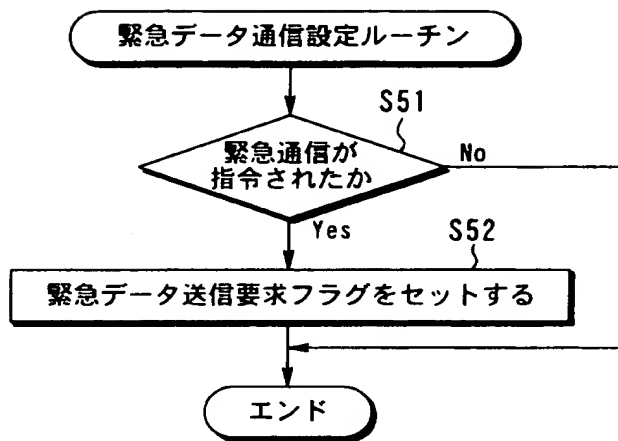 緊急データ通信設定ルーチン
S51
緊急通信が
指令されたか
No
Yes
S52
緊急データ送信要求フラグをセットする
エンド